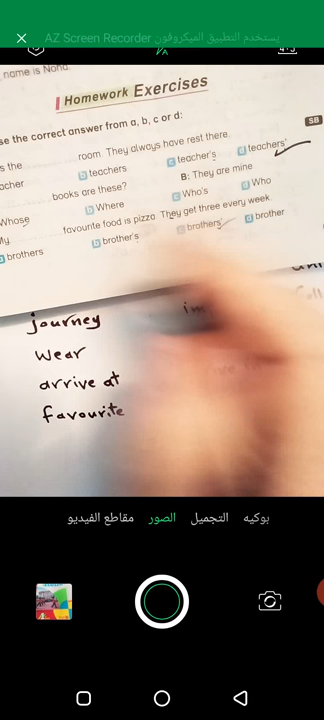 يستخدم التطبيق الميكروفون AZ Screen Recorder
name is Nona.
Homework Exercises
se the correct answer from a, b, c or d:
SB
s the room. They always have rest there.
acher b teachers c teacher's d teachers'
books are these? B: They are mine
Whose b Where c Who's d Who
My favourite food is pizza. They get three every week.
a brothers b brother's c brothers' d brother
journey
wear
arrive at
favourite
بوكيه التجميل الصور مقاطع الفيديو